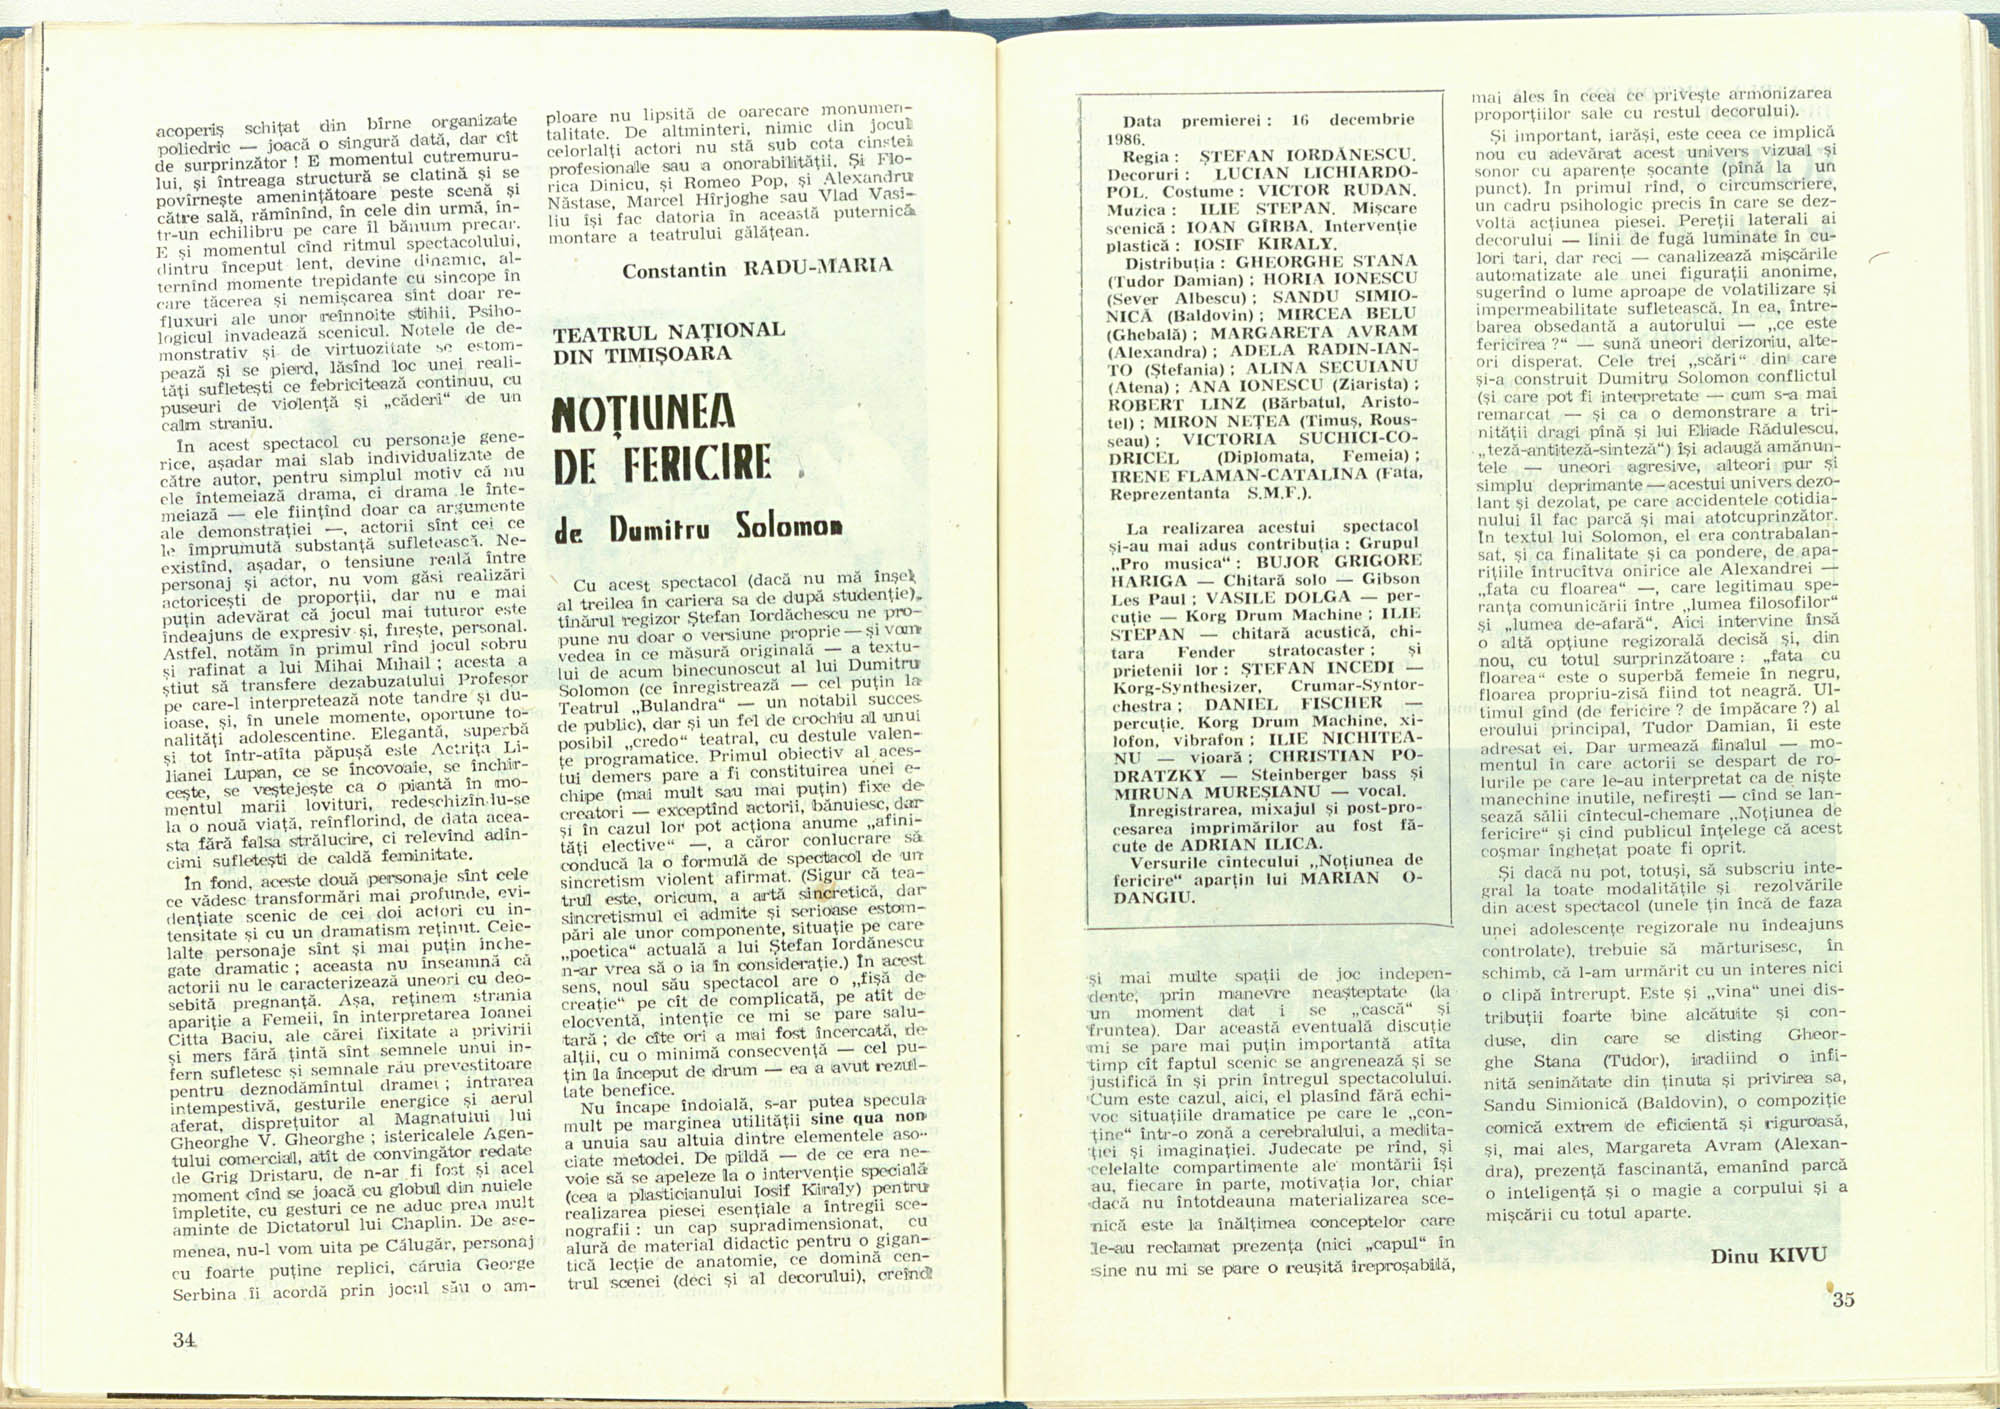 acoperiș schițat din bîrne organizate
poliedric — joacă o singură dată, dar cît
de surprinzător ! E momentul cutremuru-
lui, și întreaga structură se clatină și se
povîrnește amenințătoare peste scenă și
către sală, rămînînd, în cele din urmă, în-
tr-un echilibru pe care îl bănuim precar.
E și momentul cînd ritmul spectacolului,
dintru început lent, devine dinamic, al-
ternînd momente trepidante cu sincope în
care tăcerea și nemișcarea sînt doar re-
fluxuri ale unor reînnoite stihii. Psiho-
logicul invadează scenicul. Notele de de-
monstrativ și de virtuozitate se estom-
pează și se pierd, lăsînd loc unei reali-
tăți sufletești ce febricitează continuu, cu
puseuri de violență și „căderi“ de un
calm straniu.
În acest spectacol cu personaje gene-
rice, așadar mai slab individualizate de
către autor, pentru simplul motiv că nu
ele întemeiază drama, ci drama le înte-
meiază — ele ființînd doar ca argumente
ale demonstrației —, actorii sînt cei ce
le împrumută substanță sufletească. Ne-
existînd, așadar, o tensiune reală între
personaj și actor, nu vom găsi realizări
actoricești de proporții, dar nu e mai
puțin adevărat că jocul mai tuturor este
îndeajuns de expresiv și, firește, personal.
Astfel, notăm în primul rînd jocul sobru
și rafinat a lui Mihai Mihail ; acesta a
știut să transfere dezabuzatului Profesor
pe care-l interpretează note tandre și du-
ioase, și, în unele momente, oportune to-
nalități adolescentine. Elegantă, superbă
și tot într-atîta păpușă este Actrița Li-
lianei Lupan, ce se încovoaie, se închir-
cește, se veștejește ca o plantă în mo-
mentul marii lovituri, redeschizîndu-se
la o nouă viață, reînflorind, de data acea-
sta fără falsa strălucire, ci relevînd adîn-
cimi sufletești de caldă feminitate.
În fond, aceste două personaje sînt cele
ce vădesc transformări mai profunde, evi-
dențiate scenic de cei doi actori cu in-
tensitate și cu un dramatism reținut. Cele-
lalte personaje sînt și mai puțin înche-
gate dramatic ; aceasta nu înseamnă că
actorii nu le caracterizează uneori cu deo-
sebită pregnanță. Așa, reținem strania
apariție a Femeii, în interpretarea Ioanei
Citta Baciu, ale cărei fixitate a privirii
și mers fără țintă sînt semnele unui in-
fern sufletesc și semnale rău prevestitoare
pentru deznodămîntul dramei ; intrarea
intempestivă, gesturile energice și aerul
aferat, disprețuitor al Magnatului lui
Gheorghe V. Gheorghe ; istericalele Agen-
tului comercial, atît de convingător redate
de Grig Dristaru, de n-ar fi fost și acel
moment cînd se joacă cu globul din nuiele
împletite, cu gesturi ce ne aduc prea mult
aminte de Dictatorul lui Chaplin. De ase-
menea, nu-l vom uita pe Călugăr, personaj
cu foarte puține replici, căruia George
Serbina îi acordă prin jocul său o am-
34
ploare nu lipsită de oarecare monumen-
talitate. De altminteri, nimic din jocul
celorlalți actori nu stă sub cota cinstei
profesionale sau a onorabilității. Și Flo-
rica Dinicu, și Romeo Pop, și Alexandru
Năstase, Marcel Hîrjoghe sau Vlad Vasi-
liu își fac datoria în această puternică
montare a teatrului gălățean.
Constantin RADU-MARIA
TEATRUL NAȚIONAL
DIN TIMIȘOARA
NOȚIUNEA
DE FERICIRE
de Dumitru Solomon
Cu acest spectacol (dacă nu mă înșel,
al treilea în cariera sa de după studenție),
tînărul regizor Ștefan Iordăchescu ne pro-
pune nu doar o versiune proprie — și vom
vedea în ce măsură originală — a textu-
lui de acum binecunoscut al lui Dumitru
Solomon (ce înregistrează — cel puțin la
Teatrul „Bulandra“ — un notabil succes
de public), dar și un fel de crochiu al unui
posibil „credo“ teatral, cu destule valen-
țe programatice. Primul obiectiv al aces-
tui demers pare a fi constituirea unei e-
chipe (mai mult sau mai puțin) fixe de
creatori — exceptînd actorii, bănuiesc, dar
și în cazul lor pot acționa anume „afini-
tăți elective“ —, a căror conlucrare să
conducă la o formulă de spectacol de un
sincretism violent afirmat. (Sigur că tea-
trul este, oricum, a artă sincretică, dar
sincretismul ei admite și serioase estom-
pări ale unor componente, situație pe care
„poetica“ actuală a lui Ștefan Iordănescu
n-ar vrea să o ia în considerație.) În acest
sens, noul său spectacol are o „fișă de
creație“ pe cît de complicată, pe atît de
elocventă, intenție ce mi se pare salu-
tară ; de cîte ori a mai fost încercată, de
alții, cu o minimă consecvență — cel pu-
țin la început de drum — ea a avut rezul-
tate benefice.
Nu încape îndoială, s-ar putea specula
mult pe marginea utilității sine qua non
a unuia sau altuia dintre elementele aso-
ciate metodei. De pildă — de ce era ne-
voie să se apeleze la o intervenție specială
(cea a plasticianului Iosif Kiraly) pentru
realizarea piesei esențiale a întregii sce-
nografii : un cap supradimensionat, cu
alură de material didactic pentru o gigan-
tică lecție de anatomie, ce domină cen-
trul scenei (deci și al decorului), creînd
Data premierei : 16 decembrie
1986.
Regia : ȘTEFAN IORDĂNESCU.
Decoruri : LUCIAN LICHIARDO-
POL. Costume : VICTOR RUDAN.
Muzica : ILIE STEPAN. Mișcare
scenică : IOAN GÎRBA. Intervenție
plastică : IOSIF KIRALY.
Distribuția : GHEORGHE STANA
(Tudor Damian) ; HORIA IONESCU
(Sever Albescu) ; SANDU SIMIO-
NICĂ (Baldovin) ; MIRCEA BELU
(Ghebală) ; MARGARETA AVRAM
(Alexandra) ; ADELA RADIN-IAN-
TO (Ștefania) ; ALINA SECUIANU
(Atena) ; ANA IONESCU (Ziarista) ;
ROBERT LINZ (Bărbatul, Aristo-
tel) ; MIRON NEȚEA (Timuș, Rous-
seau) ; VICTORIA SUCHICI-CO-
DRICEL (Diplomata, Femeia) ;
IRENE FLAMAN-CATALINA (Fata,
Reprezentanta S.M.F.).
La realizarea acestui spectacol
și-au mai adus contribuția : Grupul
„Pro musica“ : BUJOR GRIGORE
HARIGA — Chitară solo — Gibson
Les Paul ; VASILE DOLGA — per-
cuție — Korg Drum Machine ; ILIE
STEPAN — chitară acustică, chi-
tara Fender stratocaster ; și
prietenii lor : ȘTEFAN INCEDI —
Korg-Synthesizer, Crumar-Syntor-
chestra ; DANIEL FISCHER —
percuție, Korg Drum Machine, xi-
lofon, vibrafon ; ILIE NICHITEA-
NU — vioară ; CHRISTIAN PO-
DRATZKY — Steinberger bass și
MIRUNA MUREȘIANU — vocal.
Înregistrarea, mixajul și post-pro-
cesarea imprimărilor au fost fă-
cute de ADRIAN ILICA.
Versurile cîntecului „Noțiunea de
fericire“ aparțin lui MARIAN O-
DANGIU.
și mai multe spații de joc indepen-
dente, prin manevre neașteptate (la
un moment dat i se „cască“ și
fruntea). Dar această eventuală discuție
mi se pare mai puțin importantă atîta
timp cît faptul scenic se angrenează și se
justifică în și prin întregul spectacolului.
Cum este cazul, aici, el plasînd fără echi-
voc situațiile dramatice pe care le „con-
ține“ într-o zonă a cerebralului, a medita-
ției și imaginației. Judecate pe rînd, și
celelalte compartimente ale montării își
au, fiecare în parte, motivația lor, chiar
dacă nu întotdeauna materializarea sce-
nică este la înălțimea conceptelor care
le-au reclamat prezența (nici „capul“ în
sine nu mi se pare o reușită ireproșabilă,
mai ales în ceea ce privește armonizarea
proporțiilor sale cu restul decorului).
Și important, iarăși, este ceea ce implică
nou cu adevărat acest univers vizual și
sonor cu aparențe șocante (pînă la un
punct). În primul rînd, o circumscriere,
un cadru psihologic precis în care se dez-
voltă acțiunea piesei. Pereții laterali ai
decorului — linii de fugă luminate în cu-
lori tari, dar reci — canalizează mișcările
automatizate ale unei figurații anonime,
sugerînd o lume aproape de volatilizare și
impermeabilitate sufletească. În ea, între-
barea obsedantă a autorului — „ce este
fericirea ?“ — sună uneori derizoriu, alte-
ori disperat. Cele trei „scări“ din care
și-a construit Dumitru Solomon conflictul
(și care pot fi interpretate — cum s-a mai
remarcat — și ca o demonstrare a tri-
nității dragi pînă și lui Eliade Rădulescu,
„teză-antiteză-sinteză“) își adaugă amănun-
tele — uneori agresive, alteori pur și
simplu deprimante — acestui univers dezo-
lant și dezolat, pe care accidentele cotidia-
nului îl fac parcă și mai atotcuprinzător.
În textul lui Solomon, el era contrabalan-
sat, și ca finalitate și ca pondere, de apa-
rițiile întrucîtva onirice ale Alexandrei —
„fata cu floarea“ —, care legitimau spe-
ranța comunicării între „lumea filosofilor“
și „lumea de-afară“. Aici intervine însă
o altă opțiune regizorală decisă și, din
nou, cu totul surprinzătoare : „fata cu
floarea“ este o superbă femeie în negru,
floarea propriu-zisă fiind tot neagră. Ul-
timul gînd (de fericire ? de împăcare ?) al
eroului principal, Tudor Damian, îi este
adresat ei. Dar urmează finalul — mo-
mentul în care actorii se despart de ro-
lurile pe care le-au interpretat ca de niște
manechine inutile, nefirești — cînd se lan-
sează sălii cîntecul-chemare „Noțiunea de
fericire“ și cînd publicul înțelege că acest
coșmar înghețat poate fi oprit.
Și dacă nu pot, totuși, să subscriu inte-
gral la toate modalitățile și rezolvările
din acest spectacol (unele țin încă de faza
unei adolescențe regizorale nu îndeajuns
controlate), trebuie să mărturisesc, în
schimb, că l-am urmărit cu un interes nici
o clipă întrerupt. Este și „vina“ unei dis-
tribuții foarte bine alcătuite și con-
duse, din care se disting Gheor-
ghe Stana (Tudor), iradiind o infi-
nită seninătate din ținuta și privirea sa,
Sandu Simionică (Baldovin), o compoziție
comică extrem de eficientă și riguroasă,
și, mai ales, Margareta Avram (Alexan-
dra), prezență fascinantă, emanînd parcă
o inteligență și o magie a corpului și a
mișcării cu totul aparte.
Dinu KIVU
35